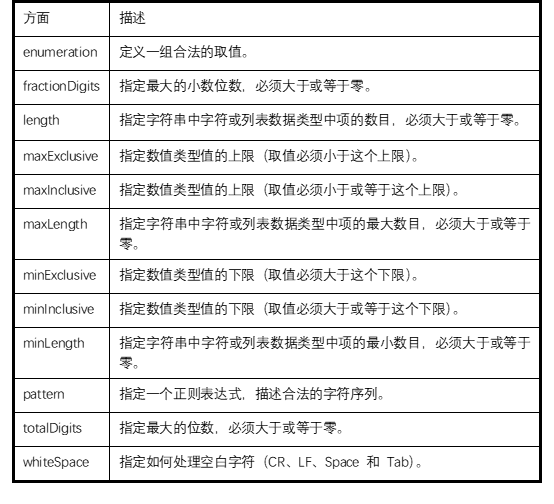 方面 描述
enumeration 定义一组合法的取值。
fractionDigits 指定最大的小数位数，必须大于或等于零。
length 指定字符串中字符或列表数据类型中项的数目，必须大于或等于零。
maxExclusive 指定数值类型值的上限（取值必须小于这个上限）。
maxInclusive 指定数值类型值的上限（取值必须小于或等于这个上限）。
maxLength 指定字符串中字符或列表数据类型中项的最大数目，必须大于或等于
零。
minExclusive 指定数值类型值的下限（取值必须大于这个下限）。
minInclusive 指定数值类型值的下限（取值必须大于或等于这个下限）。
minLength 指定字符串中字符或列表数据类型中项的最小数目，必须大于或等于
零。
pattern 指定一个正则表达式，描述合法的字符序列。
totalDigits 指定最大的位数，必须大于或等于零。
whiteSpace 指定如何处理空白字符（CR、LF、Space 和 Tab）。